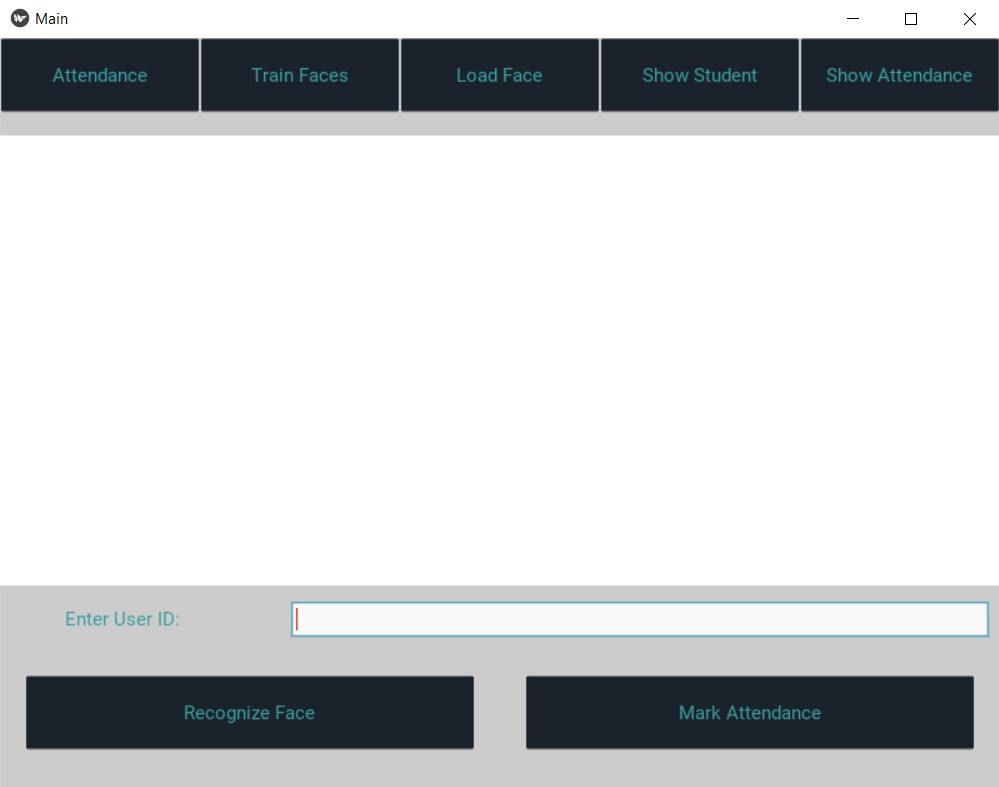 Main
Attendance
Train Faces
Load Face
Show Student
Show Attendance
Enter User ID:
Recognize Face
Mark Attendance